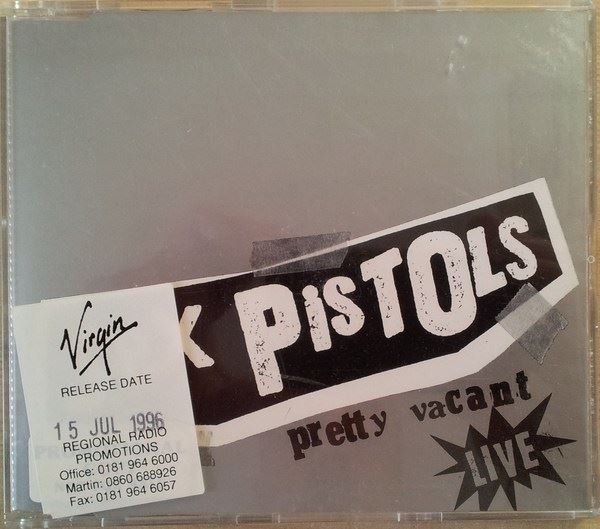 X PISTOLS
pretty vacant
LIVE
Virgin
RELEASE DATE
15 JUL 1996
REGIONAL RADIO
PROMOTIONS
Office: 0181 964 6000
Martin: 0860 688926
Fax: 0181 964 6057